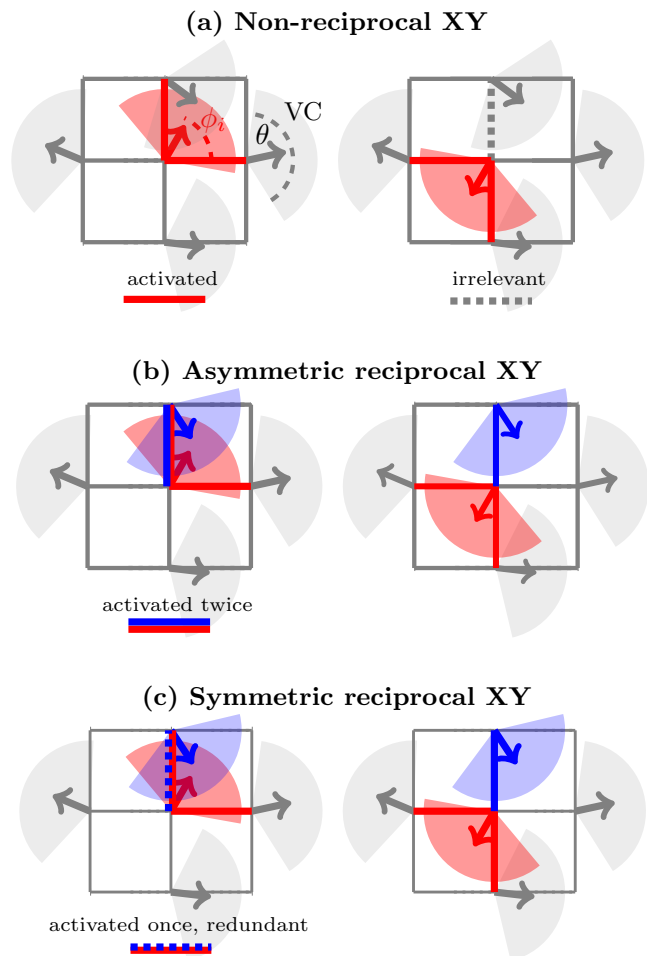 (a) Non-reciprocal XY
VC
ϕᵢ
θ
activated
irrelevant
(b) Asymmetric reciprocal XY
activated twice
(c) Symmetric reciprocal XY
activated once, redundant